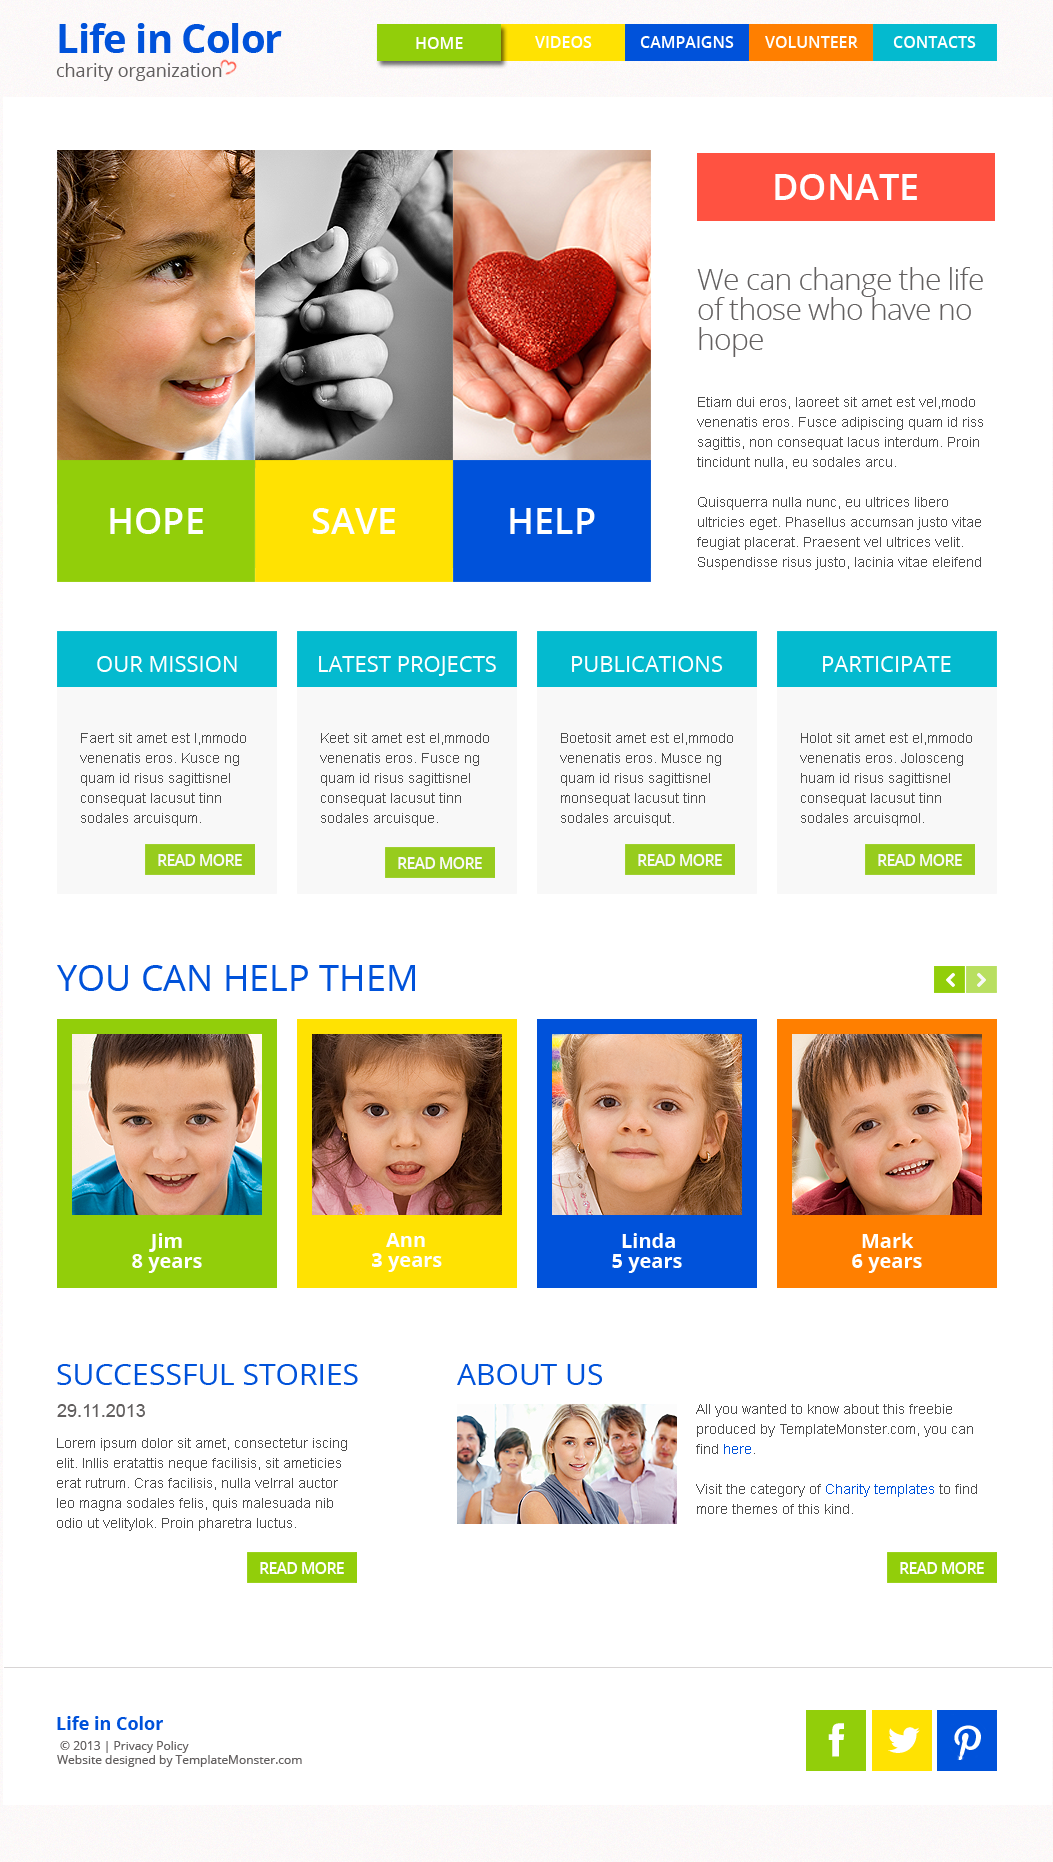 Life in Color
charity organization
HOME
VIDEOS
CAMPAIGNS
VOLUNTEER
CONTACTS
HOPE
SAVE
HELP
DONATE
We can change the life
of those who have no
hope
Etiam dui eros, laoreet sit amet est vel,modo
venenatis eros. Fusce adipiscing quam id riss
sagittis, non consequat lacus interdum. Proin
tincidunt nulla, eu sodales arcu.
Quisquerra nulla nunc, eu ultrices libero
ultricies eget. Phasellus accumsan justo vitae
feugiat placerat. Praesent vel ultrices velit.
Suspendisse risus justo, lacinia vitae eleifend
OUR MISSION
Faert sit amet est l,mmodo
venenatis eros. Kusce ng
quam id risus sagittisnel
consequat lacusut tinn
sodales arcuisqum.
READ MORE
LATEST PROJECTS
Keet sit amet est el,mmodo
venenatis eros. Fusce ng
quam id risus sagittisnel
consequat lacusut tinn
sodales arcuisque.
READ MORE
PUBLICATIONS
Boetosit amet est el,mmodo
venenatis eros. Musce ng
quam id risus sagittisnel
monsequat lacusut tinn
sodales arcuisqut.
READ MORE
PARTICIPATE
Holot sit amet est el,mmodo
venenatis eros. Jolosceng
huam id risus sagittisnel
consequat lacusut tinn
sodales arcuisqmol.
READ MORE
YOU CAN HELP THEM
Jim
8 years
Ann
3 years
Linda
5 years
Mark
6 years
SUCCESSFUL STORIES
29.11.2013
Lorem ipsum dolor sit amet, consectetur iscing
elit. Inllis eratattis neque facilisis, sit ameticies
erat rutrum. Cras facilisis, nulla velrral auctor
leo magna sodales felis, quis malesuada nib
odio ut velitylok. Proin pharetra luctus.
READ MORE
ABOUT US
All you wanted to know about this freebie
produced by TemplateMonster.com, you can
find here.
Visit the category of Charity templates to find
more themes of this kind.
READ MORE
Life in Color
© 2013 | Privacy Policy
Website designed by TemplateMonster.com